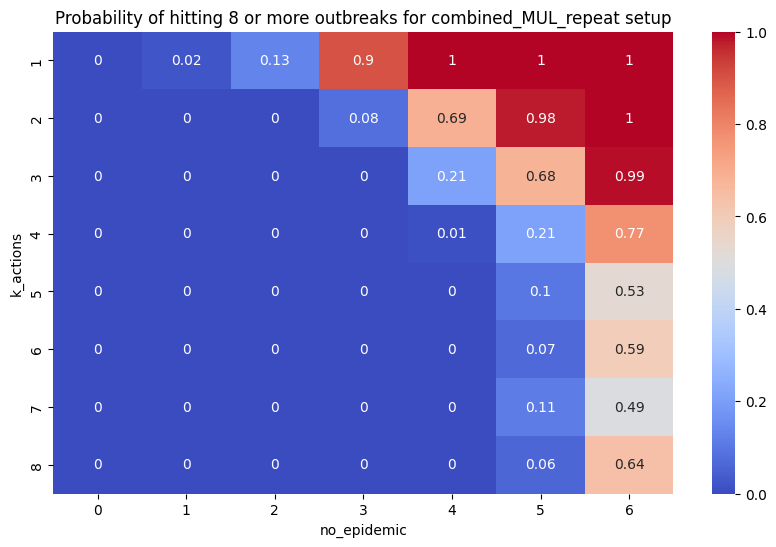 Probability of hitting 8 or more outbreaks for combined_MUL_repeat setup
1 0 0.02 0.13 0.9 1 1 1
2 0 0 0 0.08 0.69 0.98 1
3 0 0 0 0 0.21 0.68 0.99
4 0 0 0 0 0.01 0.21 0.77
5 0 0 0 0 0 0.1 0.53
6 0 0 0 0 0 0.07 0.59
7 0 0 0 0 0 0.11 0.49
8 0 0 0 0 0 0.06 0.64
k_actions
0 1 2 3 4 5 6
no_epidemic
1.0
0.8
0.6
0.4
0.2
0.0